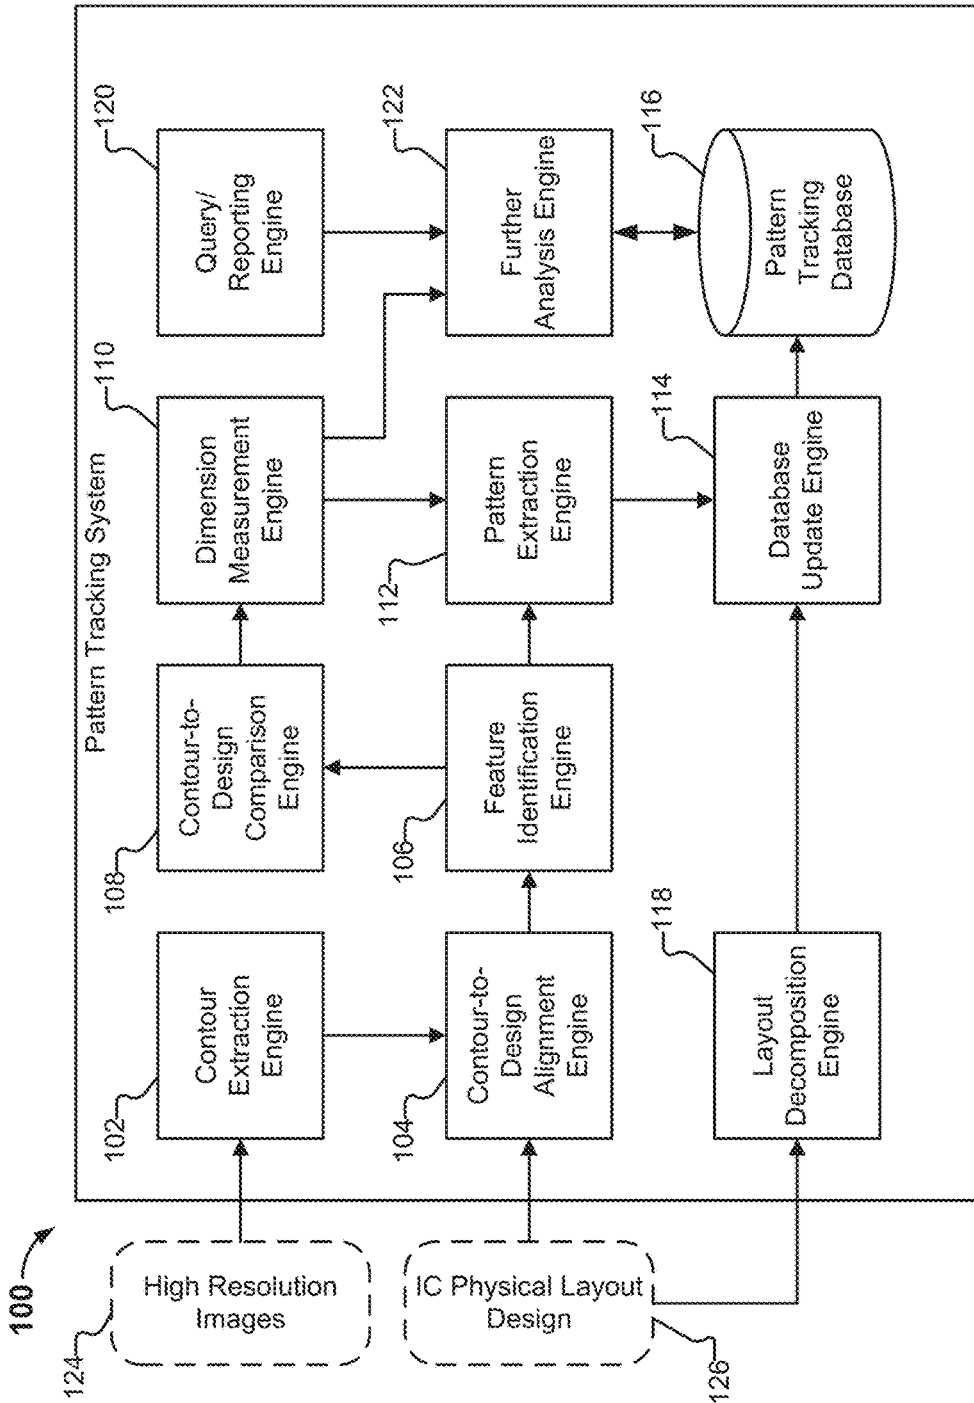 100
Pattern Tracking System
124
High Resolution
Images
102
Contour
Extraction
Engine
108
Contour-to-
Design
Comparison
Engine
110
Dimension
Measurement
Engine
120
Query/
Reporting
Engine
IC Physical Layout
Design
126
104
Contour-to-
Design
Alignment
Engine
106
Feature
Identification
Engine
112
Pattern
Extraction
Engine
122
Further
Analysis Engine
118
Layout
Decomposition
Engine
114
Database
Update Engine
116
Pattern
Tracking
Database